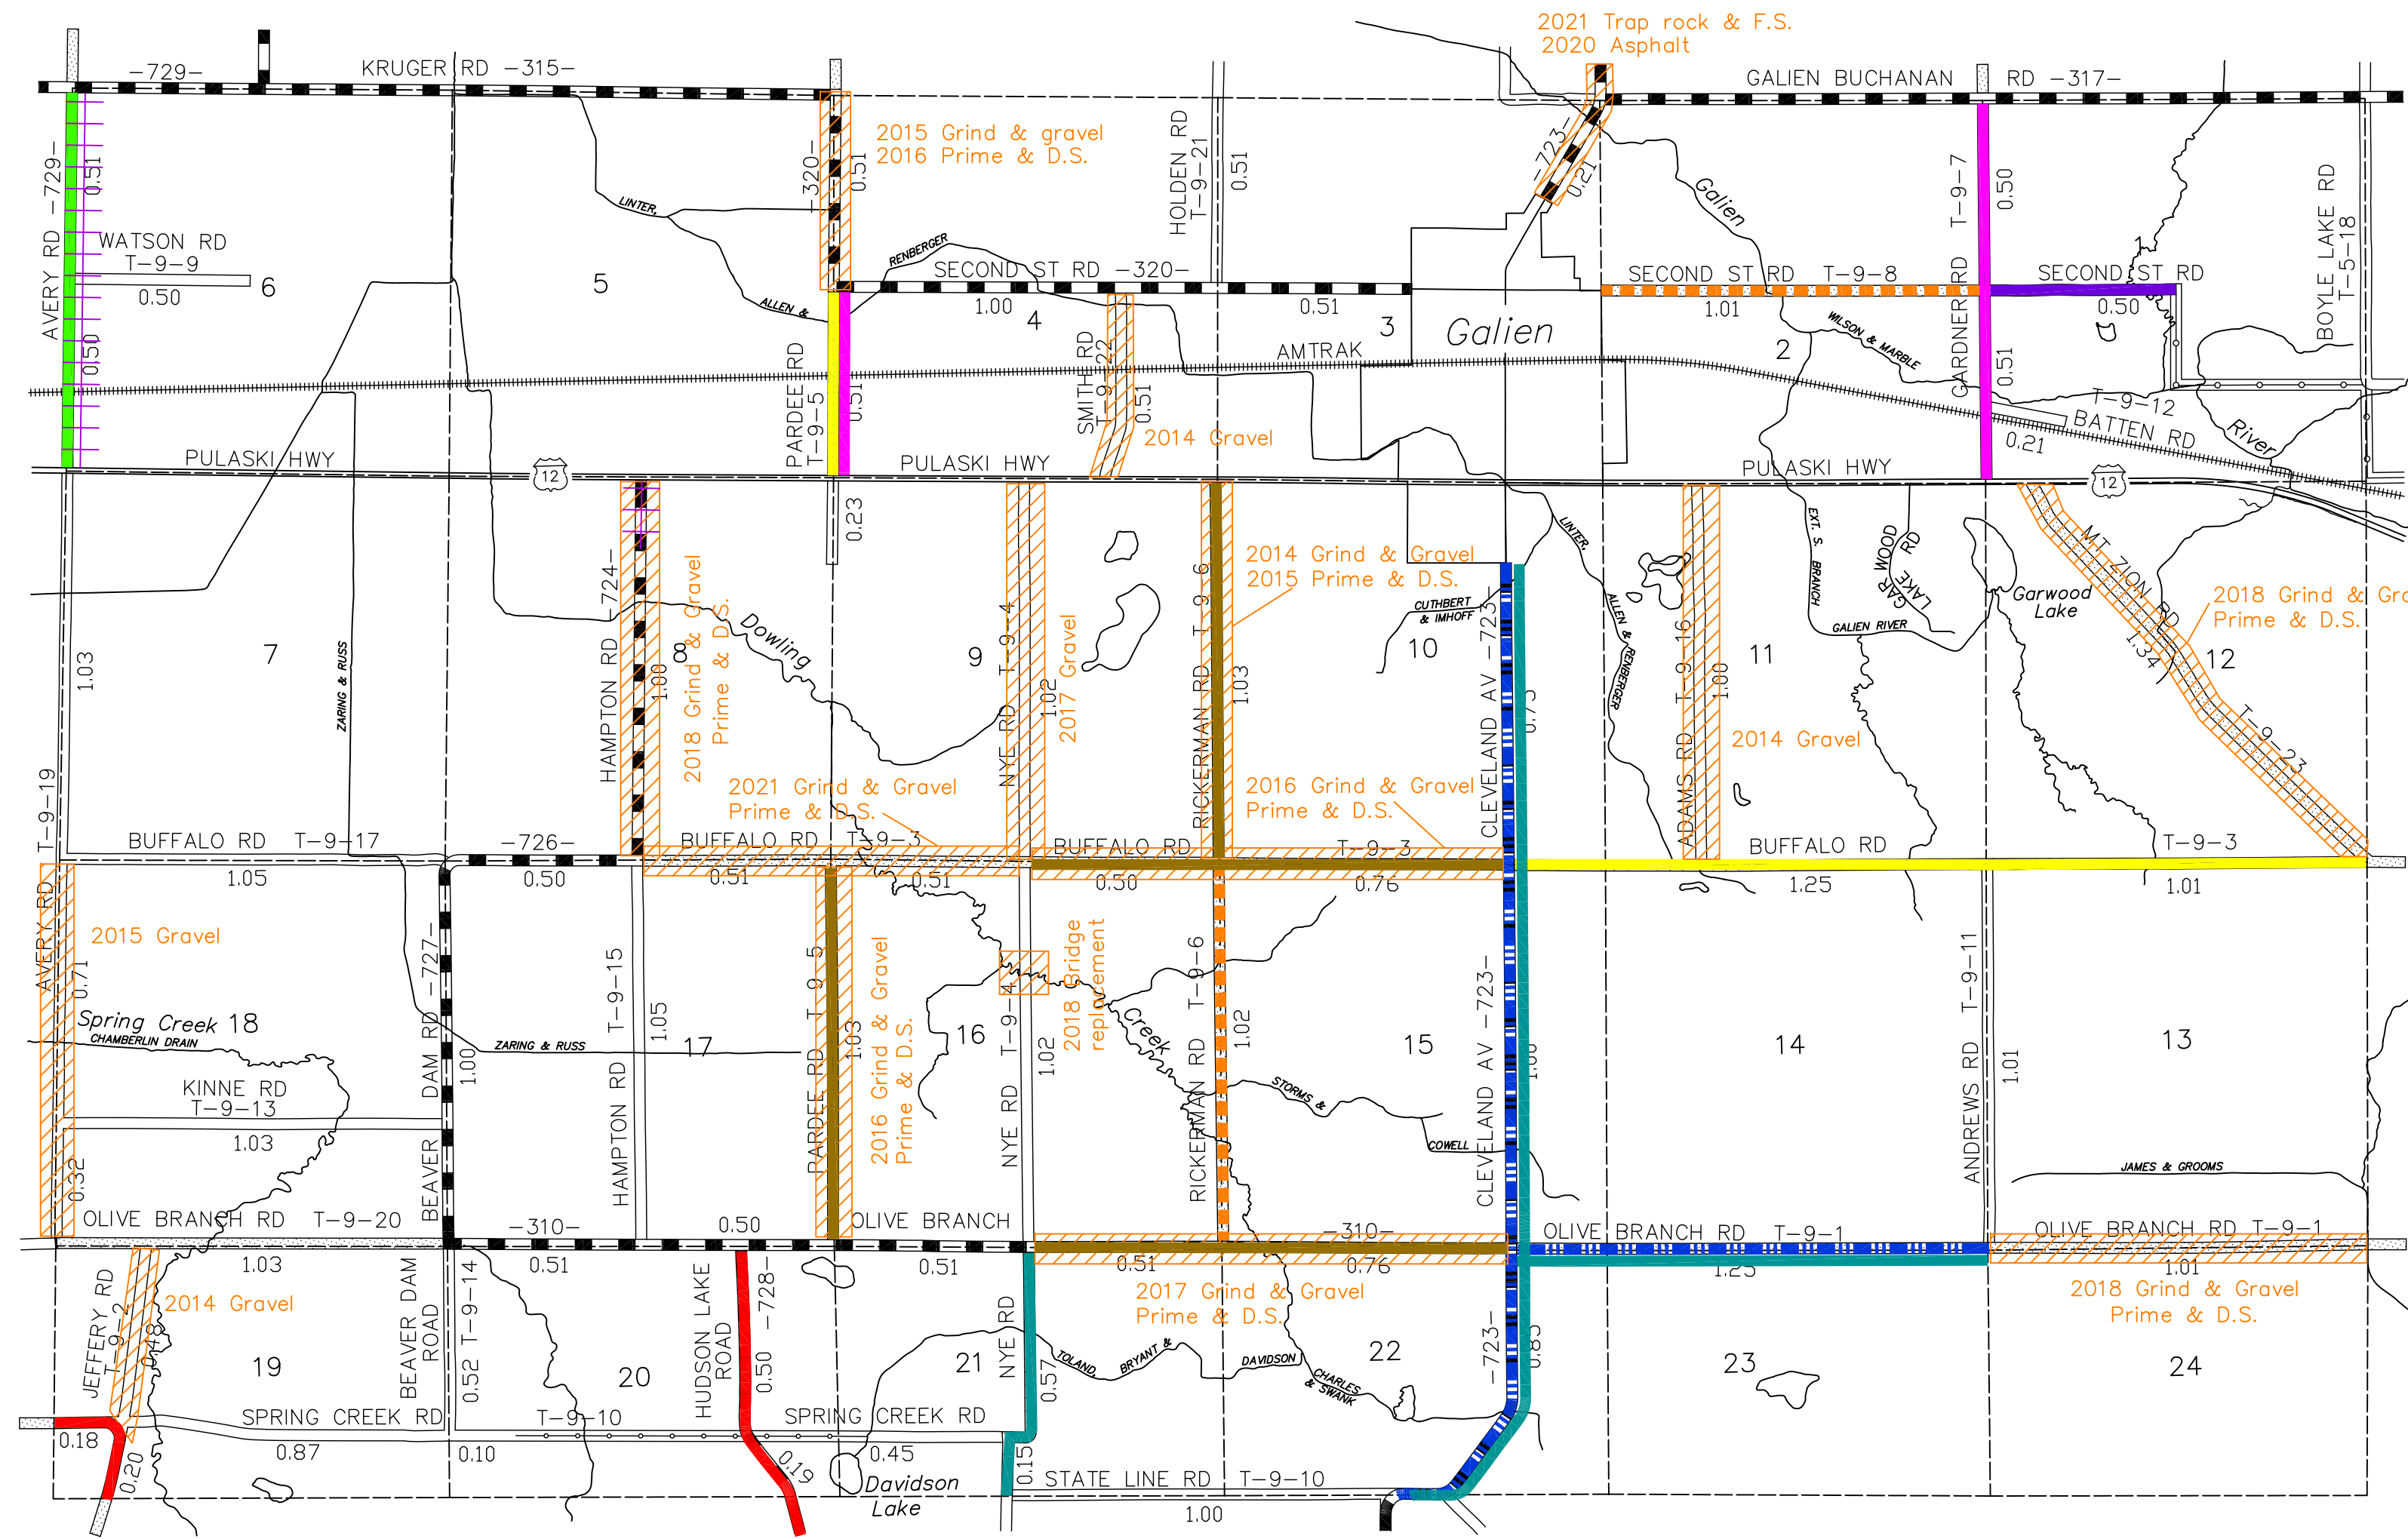 2021 Trap rock & F.S.
2020 Asphalt
-729-
KRUGER RD -315-
GALIEN BUCHANAN RD -317-
AVERY RD -729-
0.51
0.50
WATSON RD
T-9-9
0.50
6
5
LINTER,
ALLEN &
RENBERGER
-320-
0.51
2015 Grind & gravel
2016 Prime & D.S.
HOLDEN RD
T-9-21
0.51
-723-
0.21
Galien
GARDNER RD T-9-7
0.50
0.51
1
BOYLE LAKE RD
T-5-18
SECOND ST RD -320-
1.00
0.51
4
3
Galien
SECOND ST RD T-9-8
1.01
SECOND ST RD
0.50
2
WILSON & MARBLE
AMTRAK
PARDEE RD
T-9-5
0.51
SMITH RD
T-9-22
0.51
2014 Gravel
T-9-12
BATTEN RD
0.21
River
PULASKI HWY
12
PULASKI HWY
PULASKI HWY
12
0.23
T-9-19
1.03
7
ZARING & RUSS
HAMPTON RD -724-
1.00
8
2018 Grind & Gravel
Prime & D.S.
Dowling
9
NYE RD T-9-4
1.02
2017 Gravel
RICKERMAN RD T-9-6
1.03
2014 Grind & Gravel
2015 Prime & D.S.
CUTHBERT
& IMHOFF
10
CLEVELAND AV -723-
0.75
LINTER,
ALLEN &
RENBERGER
ADAMS RD T-9-16
1.00
11
2014 Gravel
EXT. S.
BRANCH
GALIEN RIVER
GARWOOD
LAKE RD
Garwood
Lake
MT ZION RD
1.34
T-9-23
12
2018 Grind & Gra
Prime & D.S.
2021 Grind & Gravel
Prime & D.S.
2016 Grind & Gravel
Prime & D.S.
BUFFALO RD T-9-17
1.05
-726-
0.50
BUFFALO RD T-9-3
0.51
0.51
BUFFALO RD T-9-3
0.50
0.76
BUFFALO RD
1.25
T-9-3
1.01
AVERY RD
0.71
0.32
2015 Gravel
Spring Creek 18
CHAMBERLIN DRAIN
KINNE RD
T-9-13
1.03
BEAVER DAM RD -727-
1.00
ZARING & RUSS
HAMPTON RD T-9-15
1.05
17
PARDEE RD T-9-5
1.03
2016 Grind & Gravel
Prime & D.S.
16
NYE RD T-9-4
1.02
2018 Bridge
replacement
Creek
RICKERMAN RD T-9-6
1.02
STORMS &
COWELL
15
CLEVELAND AV -723-
1.00
14
ANDREWS RD T-9-11
1.01
13
JAMES & GROOMS
OLIVE BRANCH RD T-9-20
1.03
-310-
0.51
0.50
OLIVE BRANCH
0.51
-310-
0.51
0.76
OLIVE BRANCH RD T-9-1
1.25
OLIVE BRANCH RD T-9-1
1.01
JEFFERY RD
T-9-2
0.48
2014 Gravel
19
BEAVER DAM
ROAD
0.52 T-9-14
20
HUDSON LAKE
ROAD
0.50 -728-
0.19
21
NYE RD
0.57
0.15
TOLAND,
BRYANT &
DAVIDSON
CHARLES
& SWANK
2017 Grind & Gravel
Prime & D.S.
22
-723-
0.85
23
24
2018 Grind & Gravel
Prime & D.S.
0.18
0.20
SPRING CREEK RD
0.87
0.10
T-9-10
SPRING CREEK RD
0.45
Davidson
Lake
STATE LINE RD T-9-10
1.00